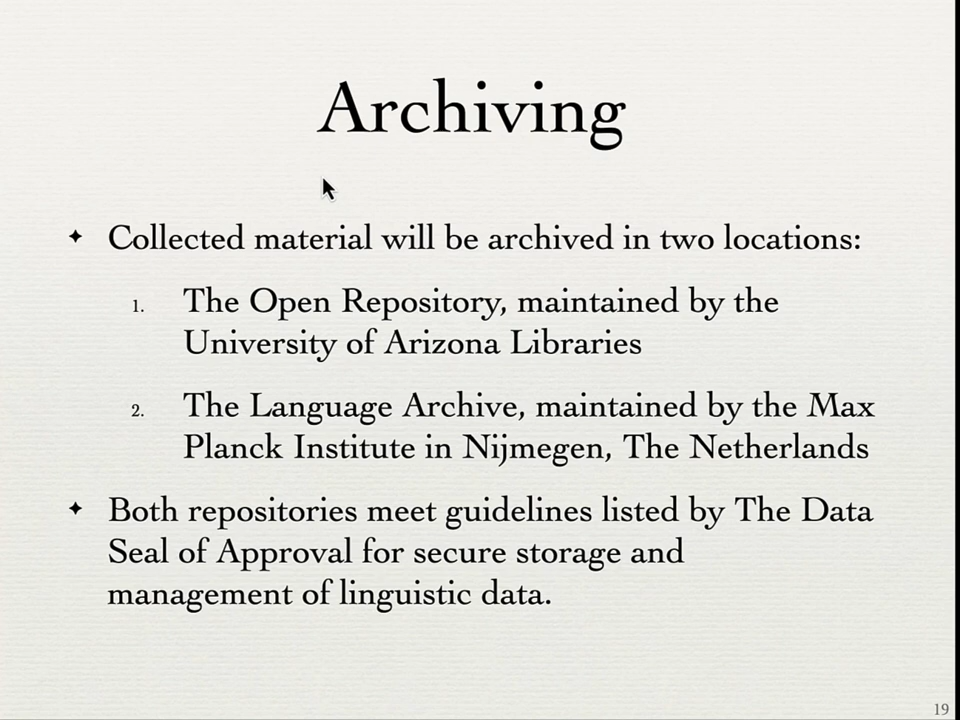 Archiving
Collected material will be archived in two locations:
1. The Open Repository, maintained by the
University of Arizona Libraries
2. The Language Archive, maintained by the Max
Planck Institute in Nijmegen, The Netherlands
Both repositories meet guidelines listed by The Data
Seal of Approval for secure storage and
management of linguistic data.
19